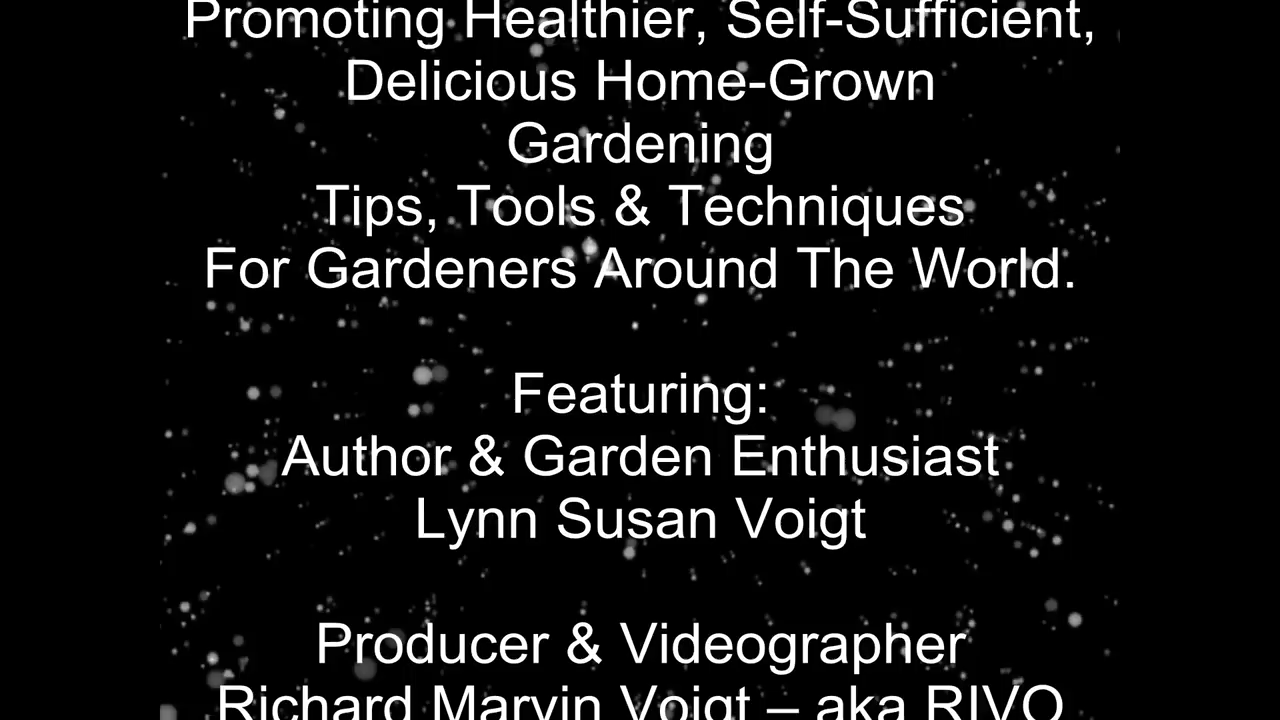 Promoting Healthier, Self-Sufficient,
Delicious Home-Grown
Gardening
Tips, Tools & Techniques
For Gardeners Around The World.
Featuring:
Author & Garden Enthusiast
Lynn Susan Voigt
Producer & Videographer
Richard Marvin Voigt – aka RIVO